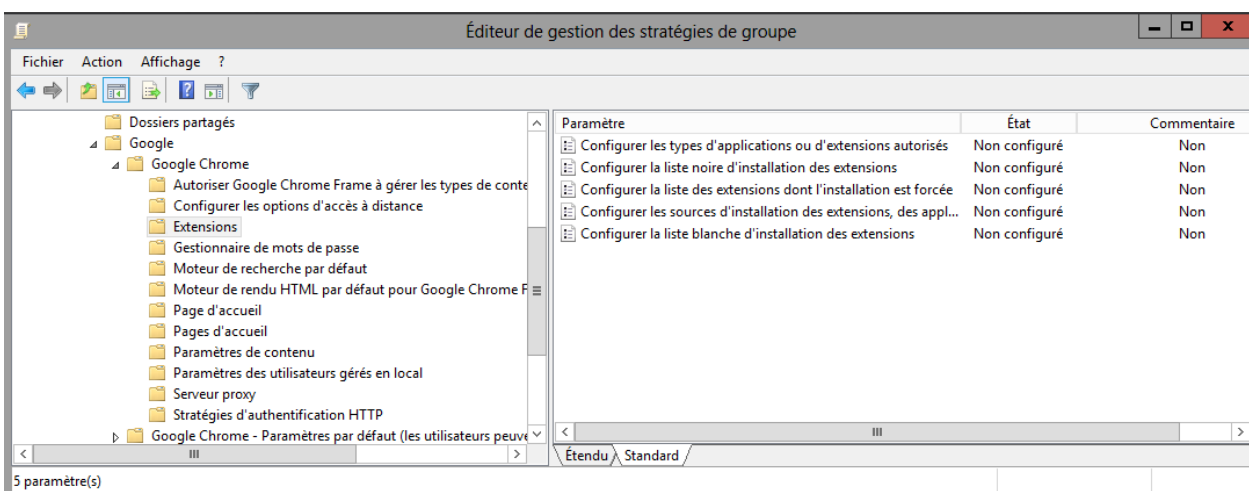 Éditeur de gestion des stratégies de groupe
Fichier Action Affichage ?
Dossiers partagés
Google
Google Chrome
Autoriser Google Chrome Frame à gérer les types de conte
Configurer les options d'accès à distance
Extensions
Gestionnaire de mots de passe
Moteur de recherche par défaut
Moteur de rendu HTML par défaut pour Google Chrome F
Page d'accueil
Pages d'accueil
Paramètres de contenu
Paramètres des utilisateurs gérés en local
Serveur proxy
Stratégies d'authentification HTTP
Google Chrome - Paramètres par défaut (les utilisateurs peuve
Paramètre État Commentaire
Configurer les types d'applications ou d'extensions autorisés Non configuré Non
Configurer la liste noire d'installation des extensions Non configuré Non
Configurer la liste des extensions dont l'installation est forcée Non configuré Non
Configurer les sources d'installation des extensions, des appl... Non configuré Non
Configurer la liste blanche d'installation des extensions Non configuré Non
Étendu Standard
5 paramètre(s)